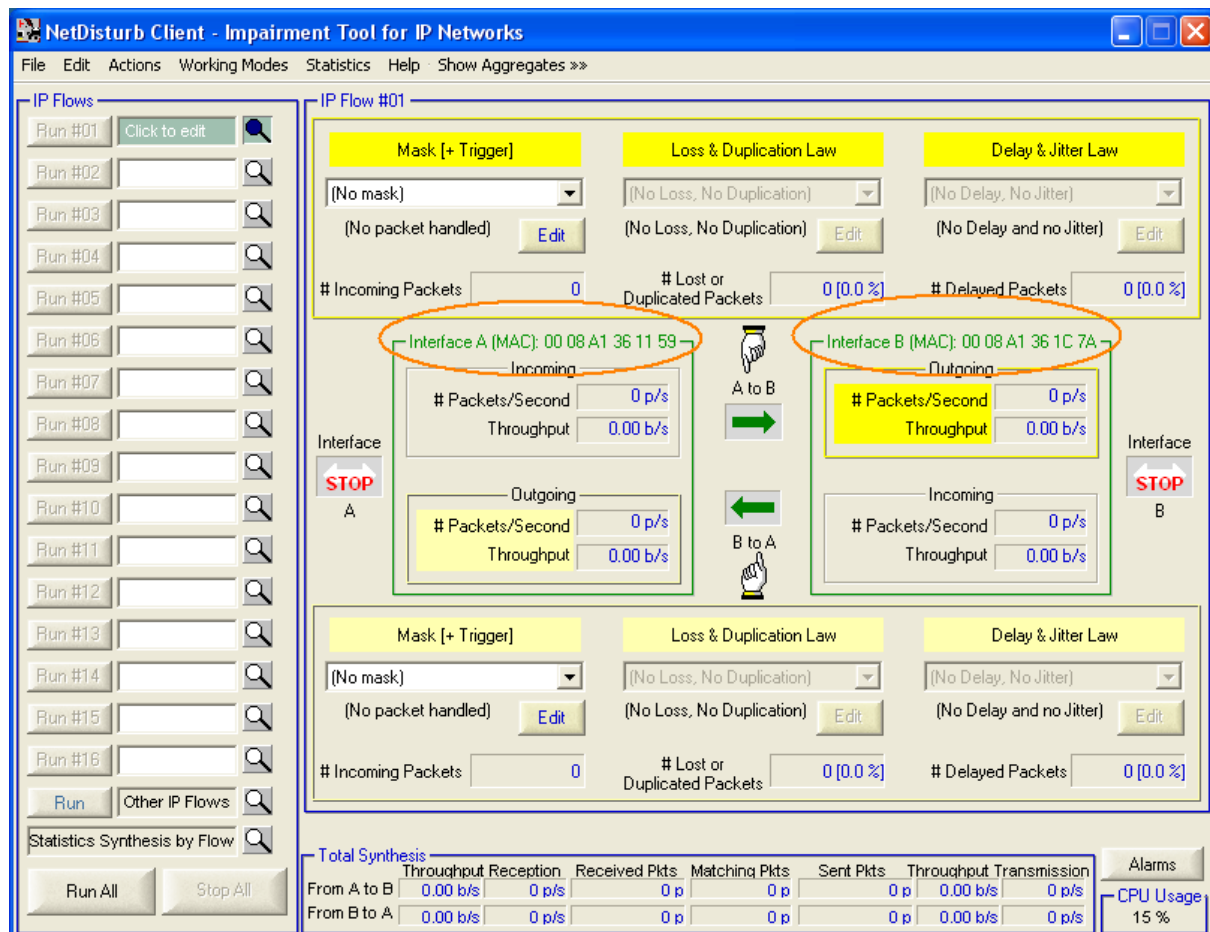 NetDisturb Client - Impairment Tool for IP Networks
File Edit Actions Working Modes Statistics Help Show Aggregates »»
IP Flows
Run #01 Click to edit
Run #02
Run #03
Run #04
Run #05
Run #06
Run #07
Run #08
Run #09
Run #10
Run #11
Run #12
Run #13
Run #14
Run #15
Run #16
Run Other IP Flows
Statistics Synthesis by Flow
Run All Stop All
IP Flow #01
Mask [+ Trigger] Loss & Duplication Law Delay & Jitter Law
(No mask) (No Loss, No Duplication) (No Delay, No Jitter)
(No packet handled) Edit (No Loss, No Duplication) Edit (No Delay and no Jitter) Edit
# Incoming Packets 0 # Lost or Duplicated Packets 0 [0.0 %] # Delayed Packets 0 [0.0 %]
Interface A (MAC): 00 08 A1 36 11 59
Incoming
# Packets/Second 0 p/s
Throughput 0.00 b/s
Interface
STOP
A
Outgoing
# Packets/Second 0 p/s
Throughput 0.00 b/s
A to B
B to A
Interface B (MAC): 00 08 A1 36 1C 7A
Outgoing
# Packets/Second 0 p/s
Throughput 0.00 b/s
Interface
STOP
B
Incoming
# Packets/Second 0 p/s
Throughput 0.00 b/s
Mask [+ Trigger] Loss & Duplication Law Delay & Jitter Law
(No mask) (No Loss, No Duplication) (No Delay, No Jitter)
(No packet handled) Edit (No Loss, No Duplication) Edit (No Delay and no Jitter) Edit
# Incoming Packets 0 # Lost or Duplicated Packets 0 [0.0 %] # Delayed Packets 0 [0.0 %]
Total Synthesis
Throughput Reception Received Pkts Matching Pkts Sent Pkts Throughput Transmission
From A to B 0.00 b/s 0 p/s 0 p 0 p 0 p 0.00 b/s 0 p/s
From B to A 0.00 b/s 0 p/s 0 p 0 p 0 p 0.00 b/s 0 p/s
Alarms
CPU Usage
15 %